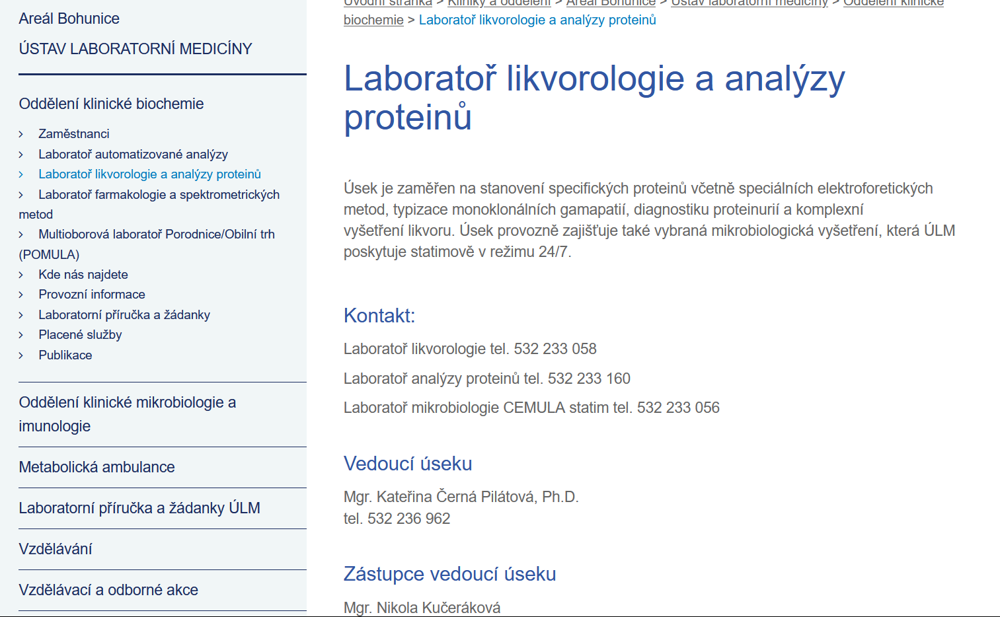 Areál Bohunice
ÚSTAV LABORATORNÍ MEDICÍNY
Oddělení klinické biochemie
> Zaměstnanci
> Laboratoř automatizované analýzy
> Laboratoř likvorologie a analýzy proteinů
> Laboratoř farmakologie a spektrometrických
metod
> Multioborová laboratoř Porodnice/Obilní trh
(POMULA)
> Kde nás najdete
> Provozní informace
> Laboratorní příručka a žádanky
> Placené služby
> Publikace
Oddělení klinické mikrobiologie a
imunologie
Metabolická ambulance
Laboratorní příručka a žádanky ÚLM
Vzdělávání
Vzdělávací a odborné akce
Úvodní stránka > Kliniky a oddělení > Areál Bohunice > Ústav laboratorní medicíny > Oddělení klinické
biochemie > Laboratoř likvorologie a analýzy proteinů
Laboratoř likvorologie a analýzy
proteinů
Úsek je zaměřen na stanovení specifických proteinů včetně speciálních elektroforetických
metod, typizace monoklonálních gamapatií, diagnostiku proteinurií a komplexní
vyšetření likvoru. Úsek provozně zajišťuje také vybraná mikrobiologická vyšetření, která ÚLM
poskytuje statimově v režimu 24/7.
Kontakt:
Laboratoř likvorologie tel. 532 233 058
Laboratoř analýzy proteinů tel. 532 233 160
Laboratoř mikrobiologie CEMULA statim tel. 532 233 056
Vedoucí úseku
Mgr. Kateřina Černá Pilátová, Ph.D.
tel. 532 236 962
Zástupce vedoucí úseku
Mgr. Nikola Kučeráková